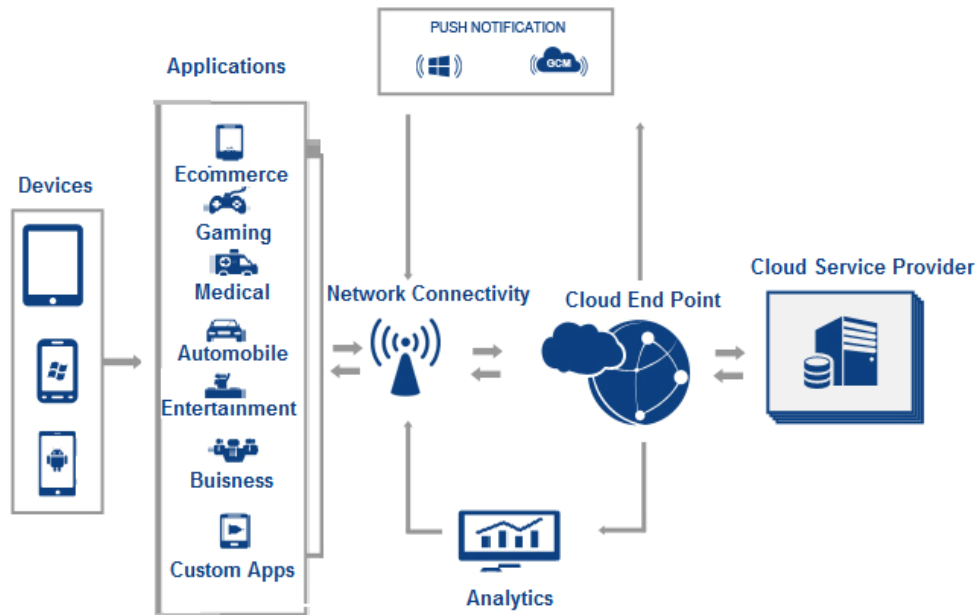 PUSH NOTIFICATION
GCM
Applications
Ecommerce
Gaming
Medical
Automobile
Entertainment
Buisness
Custom Apps
Devices
Network Connectivity
Cloud End Point
Cloud Service Provider
Analytics